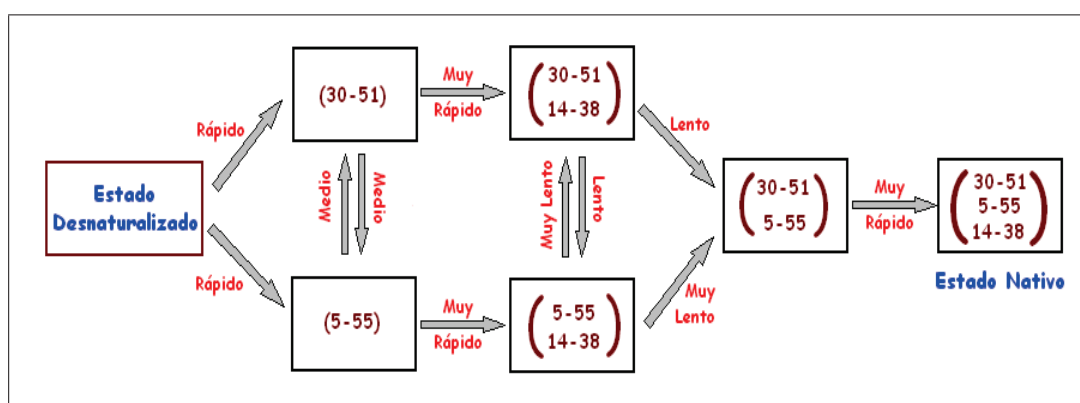 Estado
Desnaturalizado
Rápido
Rápido
(30-51)
Medio
Medio
(5-55)
Muy
Rápido
Muy
Rápido
30-51
14-38
Muy Lento
Lento
5-55
14-38
Lento
Muy
Lento
30-51
5-55
Muy
Rápido
30-51
5-55
14-38
Estado Nativo